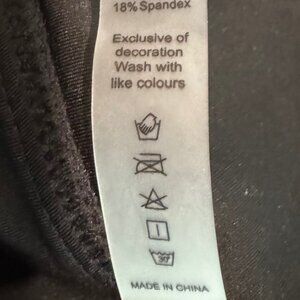 18% Spandex
Exclusive of
decoration
Wash with
like colours
30°
MADE IN CHINA